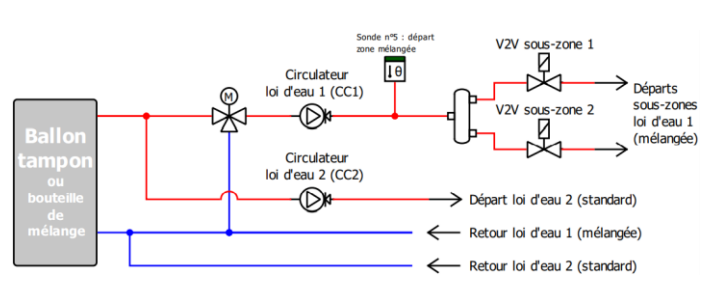 Sonde n°5 : départ
zone mélangée
V2V sous-zone 1
Circulateur
loi d'eau 1 (CC1)
M
θ
Départs
sous-zones
loi d'eau 1
(mélangée)
V2V sous-zone 2
Ballon
tampon
ou
bouteille
de
mélange
Circulateur
loi d'eau 2 (CC2)
Départ loi d'eau 2 (standard)
Retour loi d'eau 1 (mélangée)
Retour loi d'eau 2 (standard)